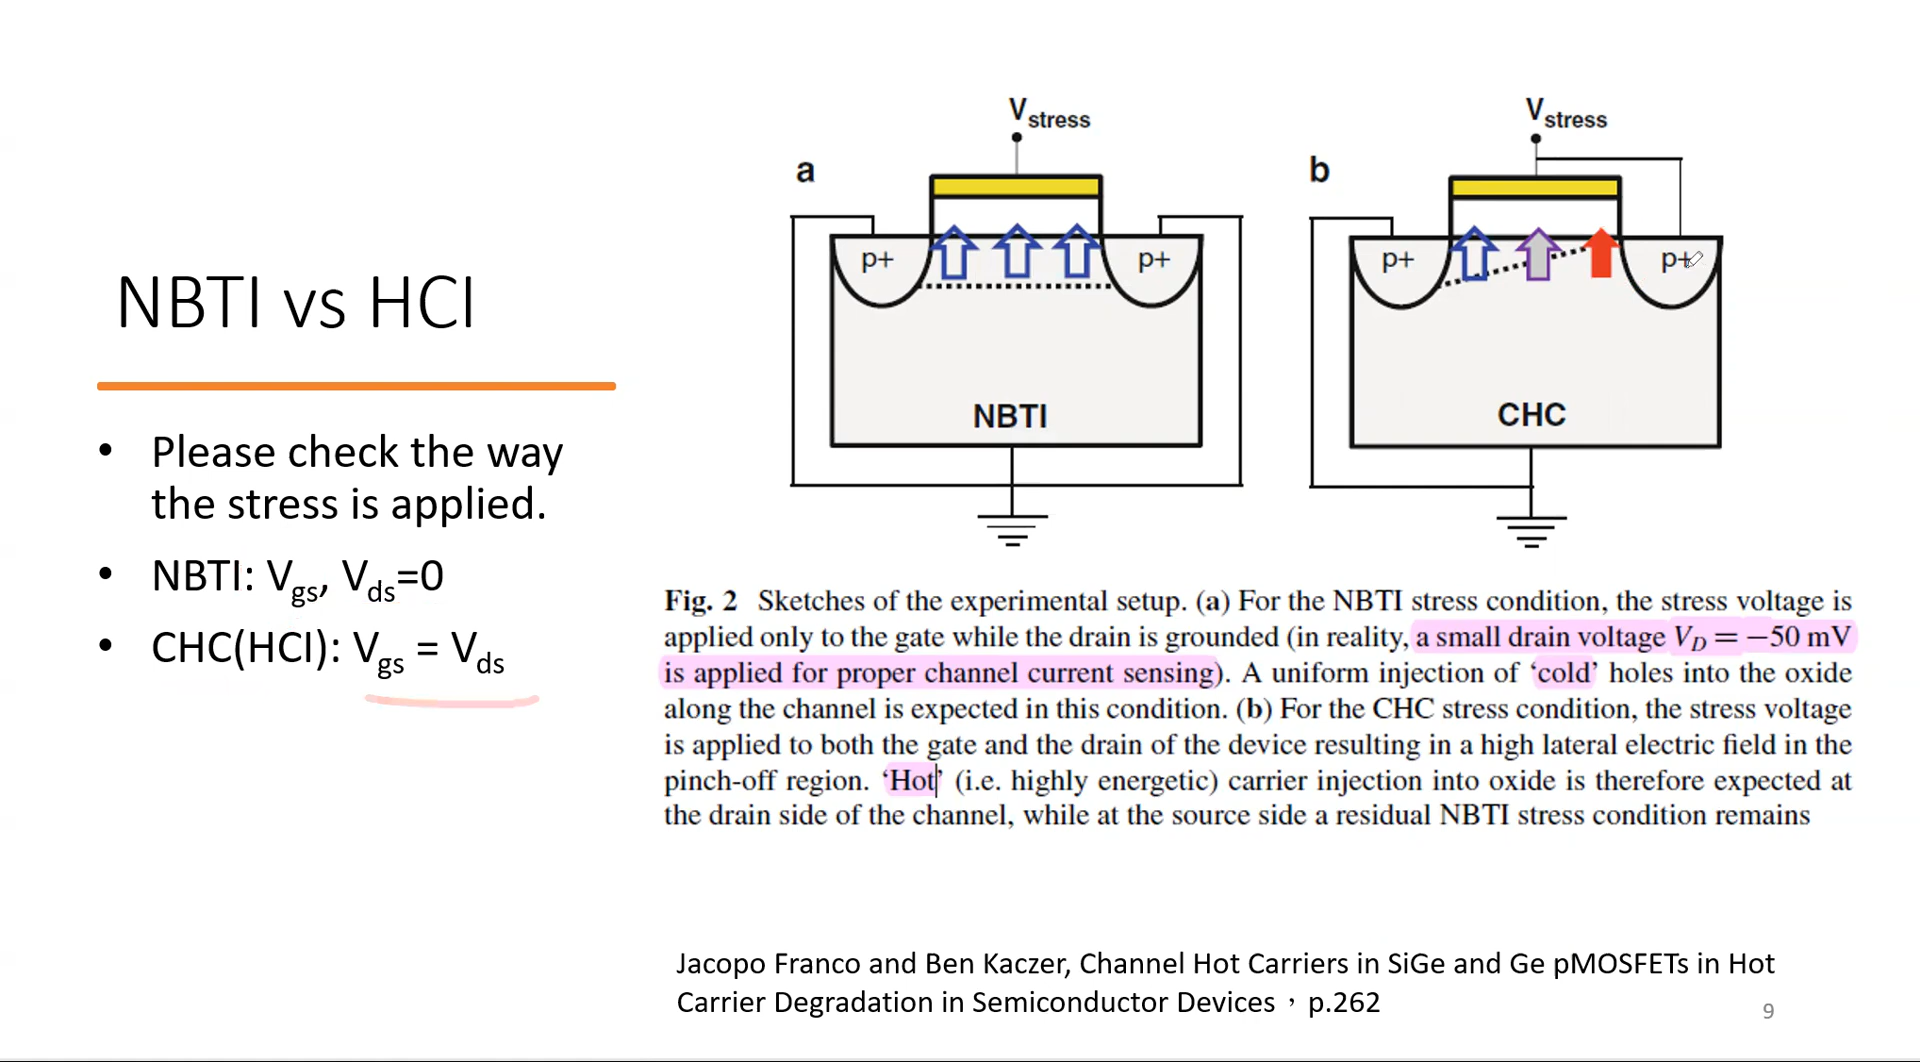 NBTI vs HCI
• Please check the way
the stress is applied.
• NBTI: Vgs, Vds=0
• CHC(HCI): Vgs = Vds
Vstress
a
p+
p+
NBTI
Vstress
b
p+
p+
CHC
Fig. 2 Sketches of the experimental setup. (a) For the NBTI stress condition, the stress voltage is
applied only to the gate while the drain is grounded (in reality, a small drain voltage VD = −50 mV
is applied for proper channel current sensing). A uniform injection of ‘cold’ holes into the oxide
along the channel is expected in this condition. (b) For the CHC stress condition, the stress voltage
is applied to both the gate and the drain of the device resulting in a high lateral electric field in the
pinch-off region. ‘Hot’ (i.e. highly energetic) carrier injection into oxide is therefore expected at
the drain side of the channel, while at the source side a residual NBTI stress condition remains
Jacopo Franco and Ben Kaczer, Channel Hot Carriers in SiGe and Ge pMOSFETs in Hot
Carrier Degradation in Semiconductor Devices，p.262
9